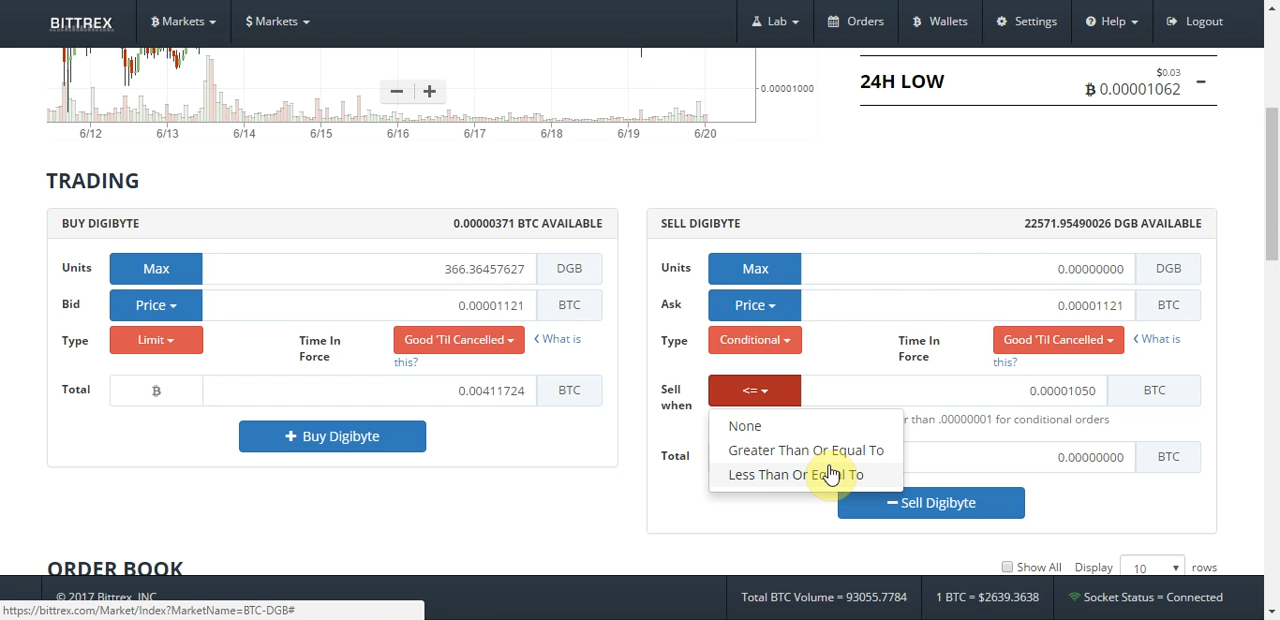 BITTREX
฿ Markets
$ Markets
Lab
Orders
฿ Wallets
Settings
Help
Logout
0.00001000
6/12 6/13 6/14 6/15 6/16 6/17 6/18 6/19 6/20
24H LOW
$0.03
฿ 0.00001062
TRADING
BUY DIGIBYTE 0.00000371 BTC AVAILABLE
Units Max 366.36457627 DGB
Bid Price 0.00001121 BTC
Type Limit Time In Force Good 'Til Cancelled What is this?
Total ฿ 0.00411724 BTC
+ Buy Digibyte
SELL DIGIBYTE 22571.95490026 DGB AVAILABLE
Units Max 0.00000000 DGB
Ask Price 0.00001121 BTC
Type Conditional Time In Force Good 'Til Cancelled What is this?
Sell when <= 0.00001050 BTC
r than .00000001 for conditional orders
None
Greater Than Or Equal To
Less Than Or Equal To
Total 0.00000000 BTC
− Sell Digibyte
ORDER BOOK
Show All Display 10 rows
© 2017 Bittrex, INC
Total BTC Volume = 93055.7784
1 BTC = $2639.3638
Socket Status = Connected
https://bittrex.com/Market/Index?MarketName=BTC-DGB#